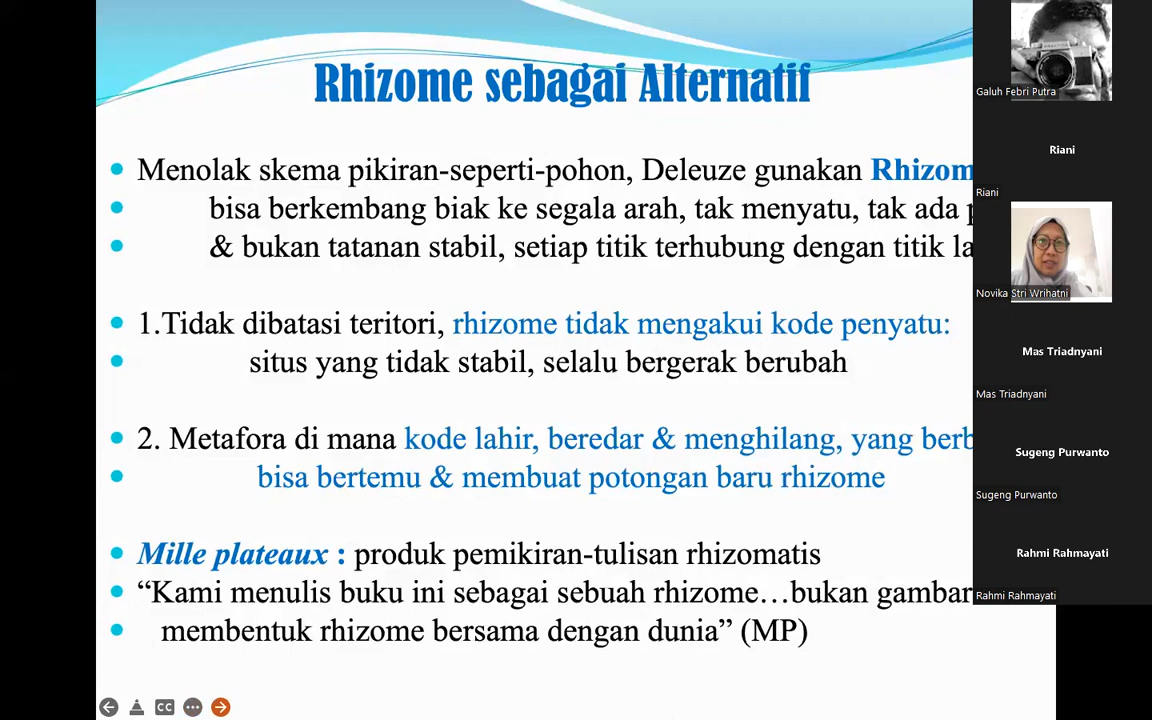 Rhizome sebagai Alternatif
Menolak skema pikiran-seperti-pohon, Deleuze gunakan Rhizom
bisa berkembang biak ke segala arah, tak menyatu, tak ada
& bukan tatanan stabil, setiap titik terhubung dengan titik la
1.Tidak dibatasi teritori, rhizome tidak mengakui kode penyatu:
situs yang tidak stabil, selalu bergerak berubah
2. Metafora di mana kode lahir, beredar & menghilang, yang berb
bisa bertemu & membuat potongan baru rhizome
Mille plateaux : produk pemikiran-tulisan rhizomatis
“Kami menulis buku ini sebagai sebuah rhizome…bukan gambar
membentuk rhizome bersama dengan dunia” (MP)
CC
Galuh Febri Putra
Riani
Riani
Novika Stri Wrihatni
Mas Triadnyani
Mas Triadnyani
Sugeng Purwanto
Sugeng Purwanto
Rahmi Rahmayati
Rahmi Rahmayati